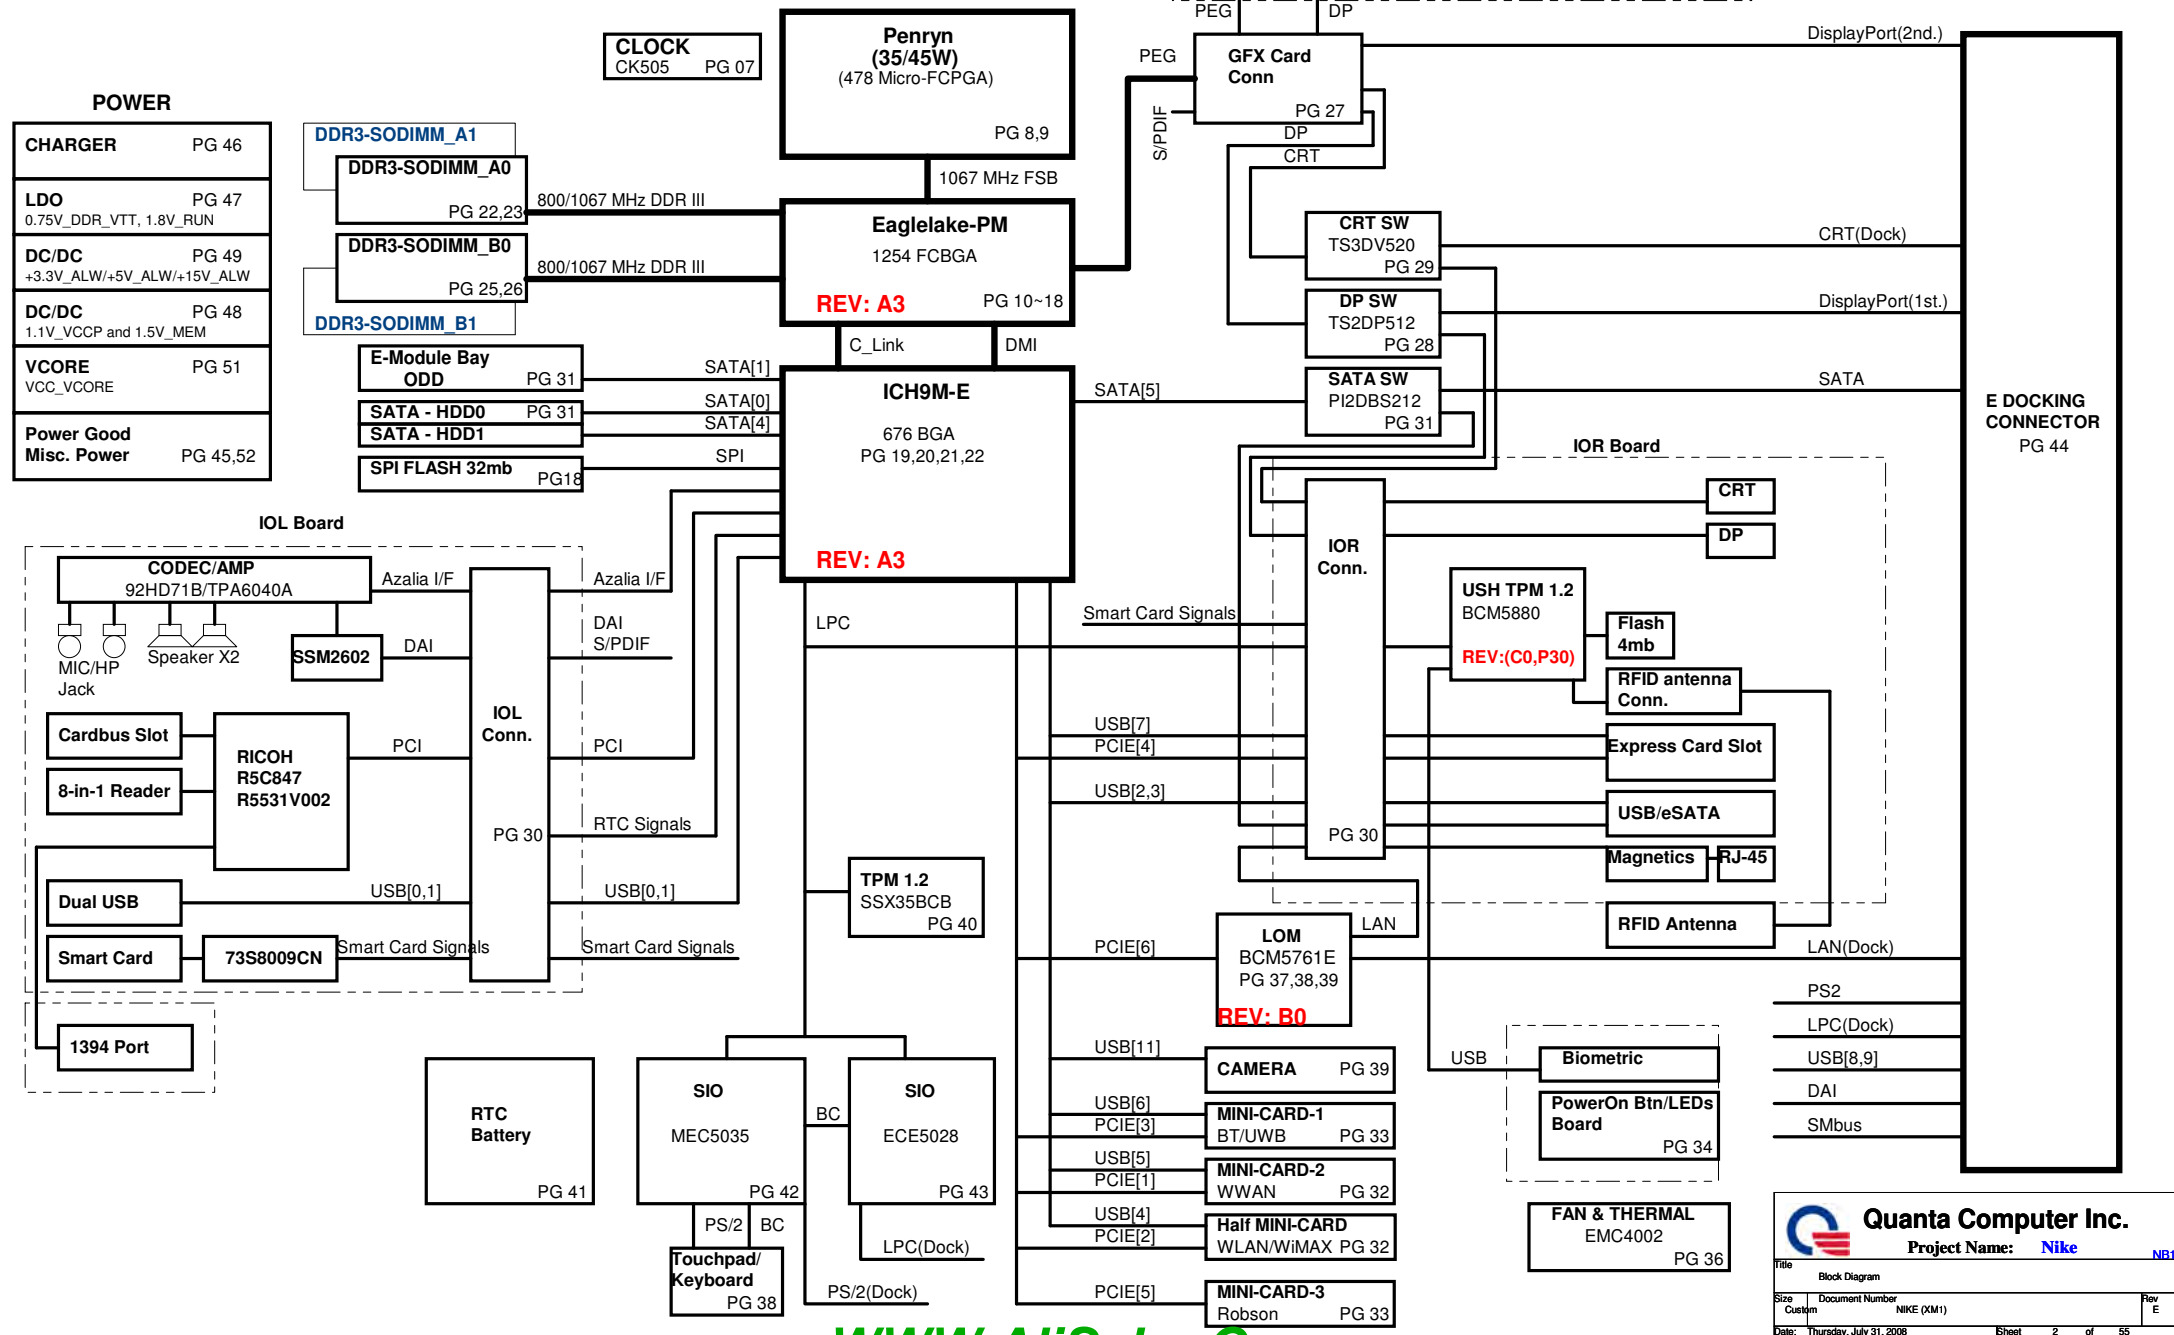 PEG
DP
CLOCK
CK505 PG 07
Penryn
(35/45W)
(478 Micro-FCPGA)
PG 8,9
PEG
GFX Card
Conn
PG 27
S/PDIF
DP
CRT
DisplayPort(2nd.)
POWER
CHARGER PG 46
LDO PG 47
0.75V_DDR_VTT, 1.8V_RUN
DC/DC PG 49
+3.3V_ALW/+5V_ALW/+15V_ALW
DC/DC PG 48
1.1V_VCCP and 1.5V_MEM
VCORE PG 51
VCC_VCORE
Power Good
Misc. Power PG 45,52
DDR3-SODIMM_A1
DDR3-SODIMM_A0
PG 22,23
800/1067 MHz DDR III
DDR3-SODIMM_B0
PG 25,26
800/1067 MHz DDR III
DDR3-SODIMM_B1
1067 MHz FSB
Eaglelake-PM
1254 FCBGA
REV: A3
PG 10~18
C_Link
DMI
CRT SW
TS3DV520
PG 29
CRT(Dock)
DP SW
TS2DP512
PG 28
DisplayPort(1st.)
SATA SW
PI2DBS212
PG 31
SATA
SATA[5]
E DOCKING
CONNECTOR
PG 44
E-Module Bay
ODD PG 31
SATA[1]
SATA - HDD0 PG 31
SATA[0]
SATA - HDD1
SATA[4]
SPI FLASH 32mb
PG18
SPI
ICH9M-E
676 BGA
PG 19,20,21,22
REV: A3
IOL Board
CODEC/AMP
92HD71B/TPA6040A
Azalia I/F
Azalia I/F
MIC/HP
Jack
Speaker X2
SSM2602
DAI
DAI
S/PDIF
IOL
Conn.
PG 30
Cardbus Slot
8-in-1 Reader
RICOH
R5C847
R5531V002
PCI
PCI
RTC Signals
Dual USB
USB[0,1]
USB[0,1]
Smart Card
73S8009CN
Smart Card Signals
Smart Card Signals
1394 Port
LPC
IOR Board
IOR
Conn.
PG 30
CRT
DP
Smart Card Signals
USH TPM 1.2
BCM5880
REV:(C0,P30)
Flash
4mb
RFID antenna
Conn.
USB[7]
PCIE[4]
Express Card Slot
USB[2,3]
USB/eSATA
Magnetics
RJ-45
RFID Antenna
TPM 1.2
SSX35BCB
PG 40
PCIE[6]
LOM
BCM5761E
PG 37,38,39
REV: B0
LAN
LAN(Dock)
PS2
LPC(Dock)
USB[8,9]
DAI
SMbus
RTC
Battery
PG 41
SIO
MEC5035
PG 42
BC
SIO
ECE5028
PG 43
PS/2
BC
Touchpad/
Keyboard
PG 38
LPC(Dock)
PS/2(Dock)
USB[11]
CAMERA PG 39
USB[6]
PCIE[3]
MINI-CARD-1
BT/UWB PG 33
USB[5]
PCIE[1]
MINI-CARD-2
WWAN PG 32
USB[4]
PCIE[2]
Half MINI-CARD
WLAN/WiMAX PG 32
PCIE[5]
MINI-CARD-3
Robson PG 33
USB
Biometric
PowerOn Btn/LEDs
Board
PG 34
FAN & THERMAL
EMC4002
PG 36
Quanta Computer Inc.
Project Name: Nike
NB1
Title
Block Diagram
Size Document Number Rev
Custom NIKE (XM1) E
Date: Thursday, July 31, 2008 Sheet 2 of 55